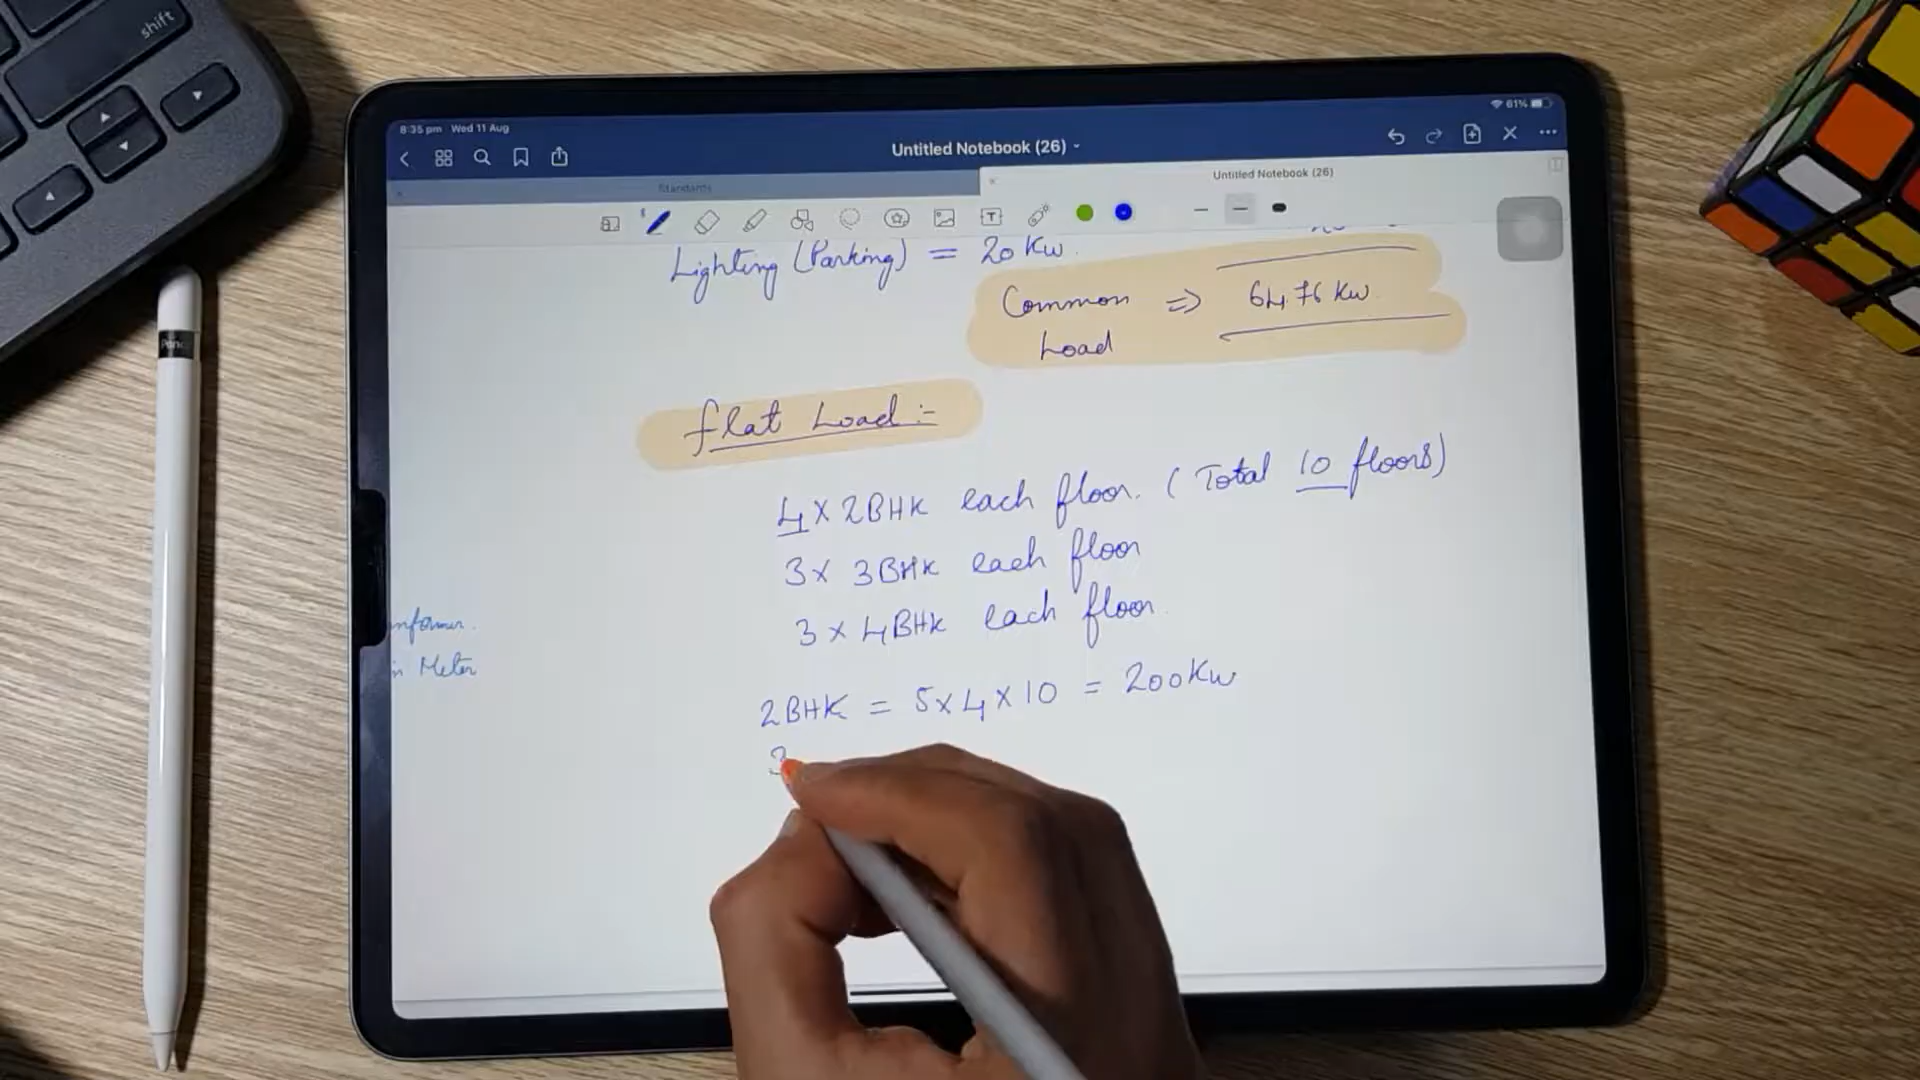 shift
8:35 pm Wed 11 Aug
61%
Untitled Notebook (26)
Standards
Untitled Notebook (26)
Lighting (Parking) = 20 Kw.
Common Load => 64.76 Kw.
flat Load :-
4 x 2BHK each floor. (Total 10 floors)
3 x 3BHK each floor
3 x 4BHK each floor.
2BHK = 5 x 4 x 10 = 200Kw
3
Meter